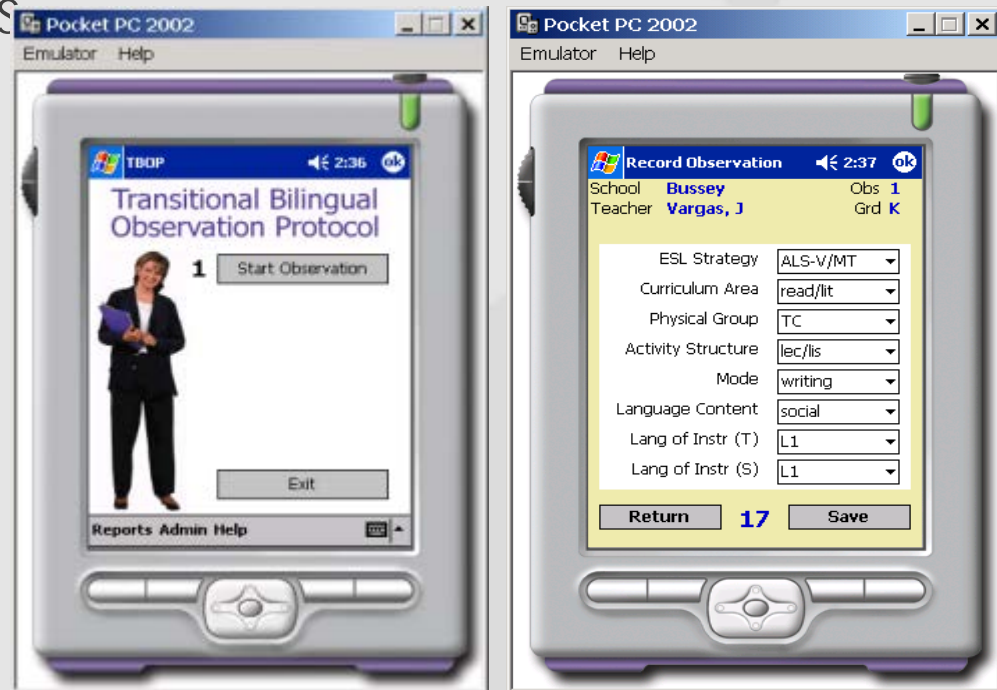 S
Pocket PC 2002
Emulator Help
TBOP 2:36 ok
Transitional Bilingual
Observation Protocol
1 Start Observation
Exit
Reports Admin Help
Pocket PC 2002
Emulator Help
Record Observation 2:37 ok
School Bussey Obs 1
Teacher Vargas, J Grd K
ESL Strategy ALS-V/MT
Curriculum Area read/lit
Physical Group TC
Activity Structure lec/lis
Mode writing
Language Content social
Lang of Instr (T) L1
Lang of Instr (S) L1
Return 17 Save